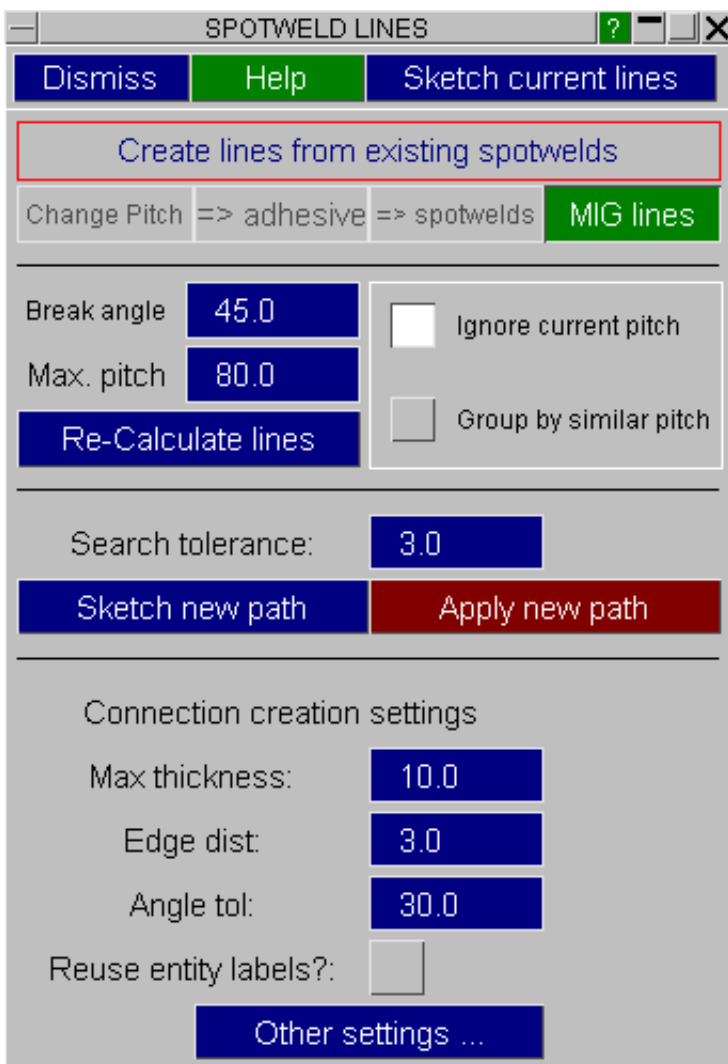 SPOTWELD LINES ?
Dismiss Help Sketch current lines
Create lines from existing spotwelds
Change Pitch => adhesive => spotwelds MIG lines
Break angle 45.0 Ignore current pitch
Max. pitch 80.0
Re-Calculate lines Group by similar pitch
Search tolerance: 3.0
Sketch new path Apply new path
Connection creation settings
Max thickness: 10.0
Edge dist: 3.0
Angle tol: 30.0
Reuse entity labels?:
Other settings ...